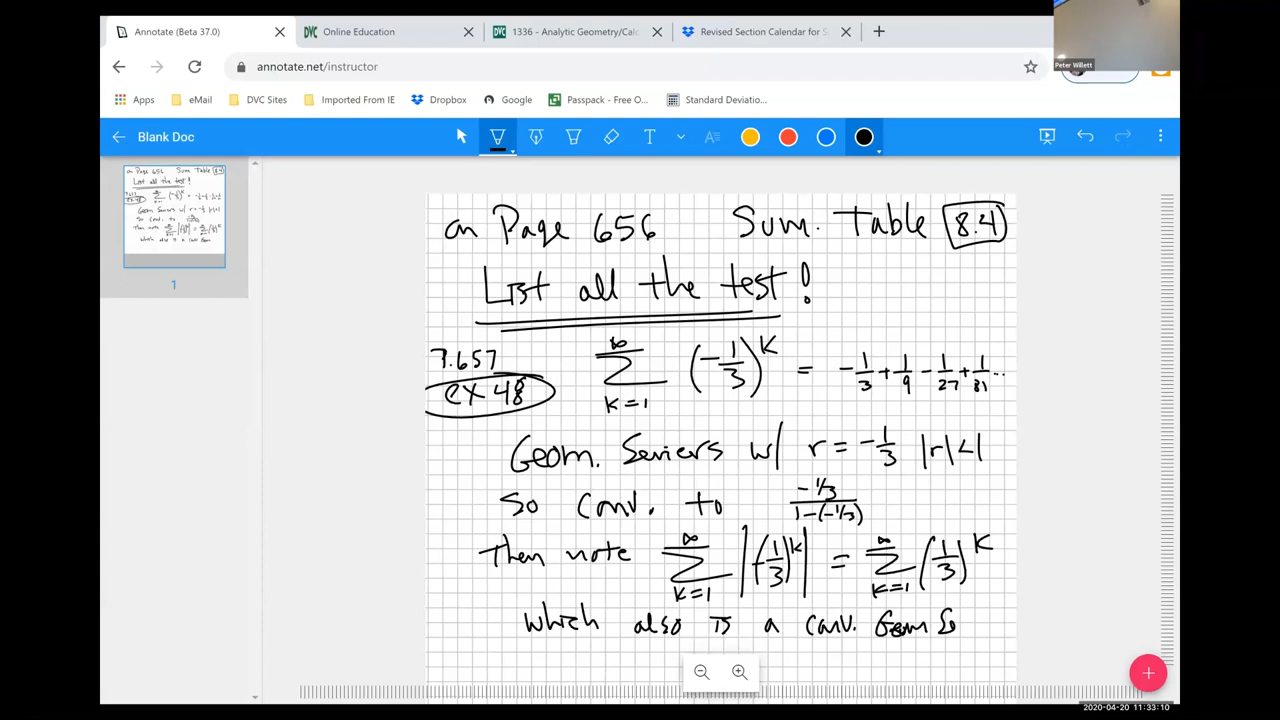 Annotate (Beta 37.0)
Online Education
1336 - Analytic Geometry/Calc
Revised Section Calendar for S
Peter Willett
annotate.net/instructor
Apps
eMail
DVC Sites
Imported From IE
Dropbox
Google
Passpack - Free O...
Standard Deviatio...
Blank Doc
T
1
on Page 656 Sum. Table 8.4
List all the test!
7.657
ex 48
∞ Σ k=1 (-1/3)^k = -1/3 + 1/9 - 1/27 + 1/81 ...
Geom. Seriers w/ r = -1/3 |r|<1
So Conv. to -1/3 / 1-(-1/3)
Then note ∞ Σ k=1 |(-1/3)^k| = ∞ Σ k=1 (1/3)^k
which also is a conv. Geom Se
2020-04-20 11:33:10